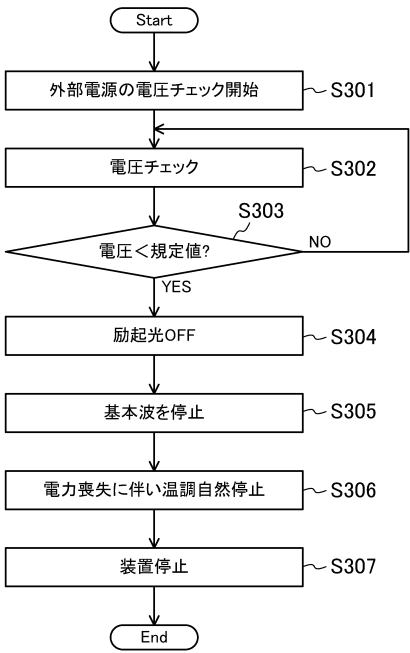 Start
外部電源の電圧チェック開始
S301
電圧チェック
S302
S303
電圧＜規定値?
NO
YES
励起光OFF
S304
基本波を停止
S305
電力喪失に伴い温調自然停止
S306
装置停止
S307
End